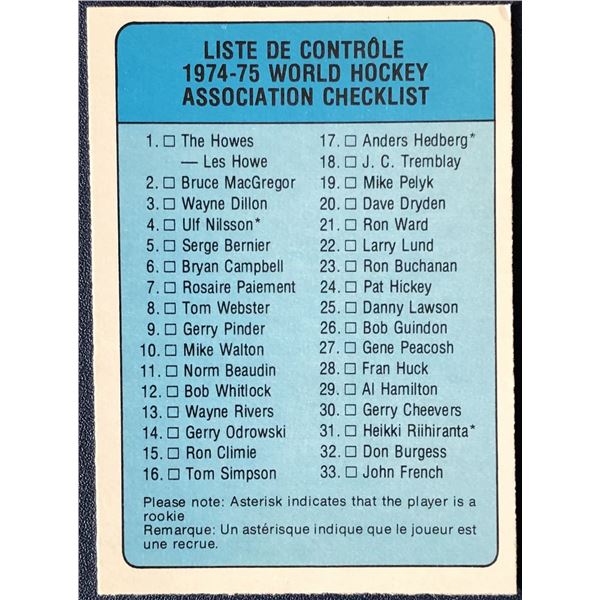 LISTE DE CONTRÔLE
1974-75 WORLD HOCKEY
ASSOCIATION CHECKLIST
1. □ The Howes
— Les Howe
2. □ Bruce MacGregor
3. □ Wayne Dillon
4. □ Ulf Nilsson*
5. □ Serge Bernier
6. □ Bryan Campbell
7. □ Rosaire Paiement
8. □ Tom Webster
9. □ Gerry Pinder
10. □ Mike Walton
11. □ Norm Beaudin
12. □ Bob Whitlock
13. □ Wayne Rivers
14. □ Gerry Odrowski
15. □ Ron Climie
16. □ Tom Simpson
17. □ Anders Hedberg*
18. □ J. C. Tremblay
19. □ Mike Pelyk
20. □ Dave Dryden
21. □ Ron Ward
22. □ Larry Lund
23. □ Ron Buchanan
24. □ Pat Hickey
25. □ Danny Lawson
26. □ Bob Guindon
27. □ Gene Peacosh
28. □ Fran Huck
29. □ Al Hamilton
30. □ Gerry Cheevers
31. □ Heikki Riihiranta*
32. □ Don Burgess
33. □ John French
Please note: Asterisk indicates that the player is a
rookie
Remarque: Un astérisque indique que le joueur est
une recrue.